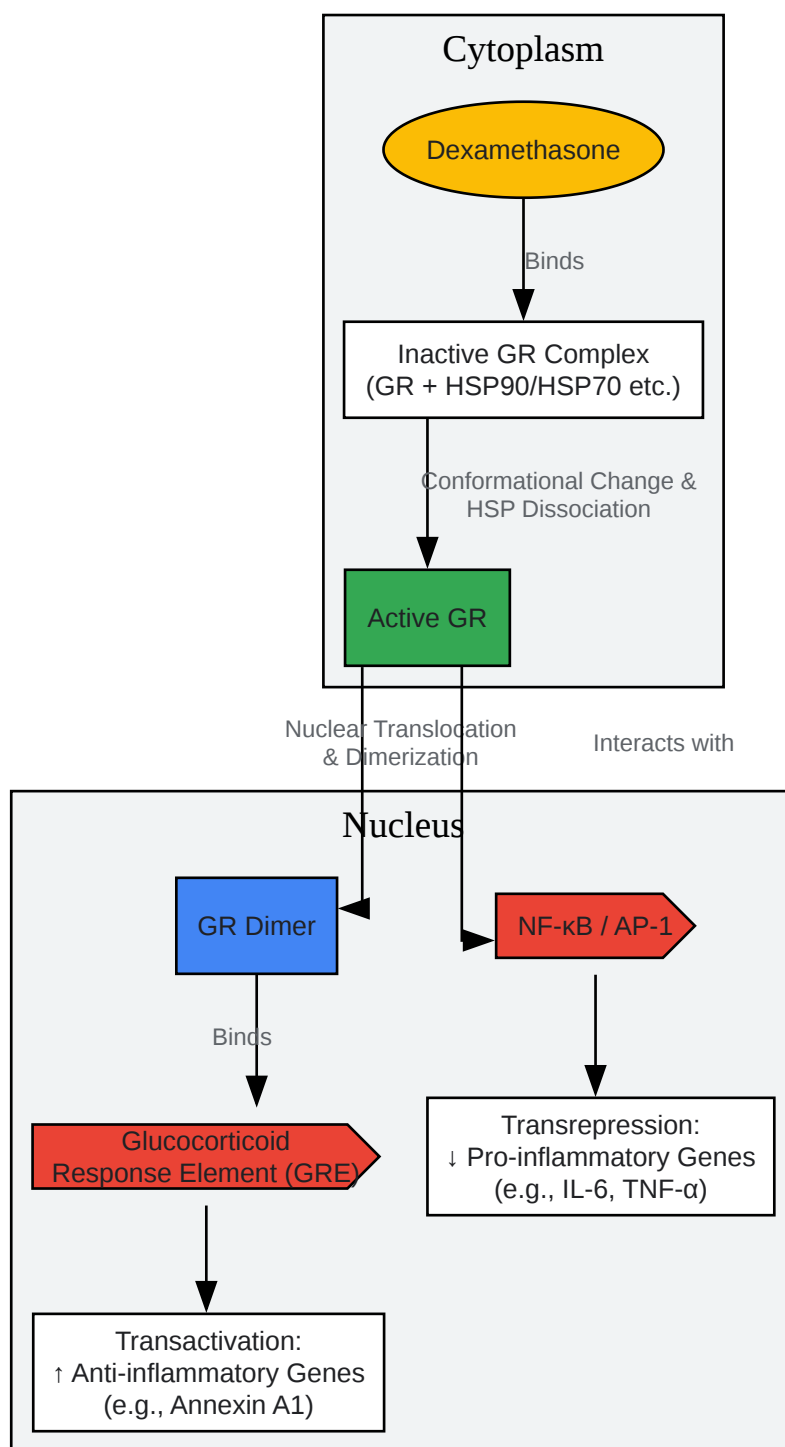 Cytoplasm
Dexamethasone
Binds
Inactive GR Complex
(GR + HSP90/HSP70 etc.)
Conformational Change &
HSP Dissociation
Active GR
Nuclear Translocation
& Dimerization
Interacts with
Nucleus
GR Dimer
NF-κB / AP-1
Binds
Glucocorticoid
Response Element (GRE)
Transrepression:
↓ Pro-inflammatory Genes
(e.g., IL-6, TNF-α)
Transactivation:
↑ Anti-inflammatory Genes
(e.g., Annexin A1)